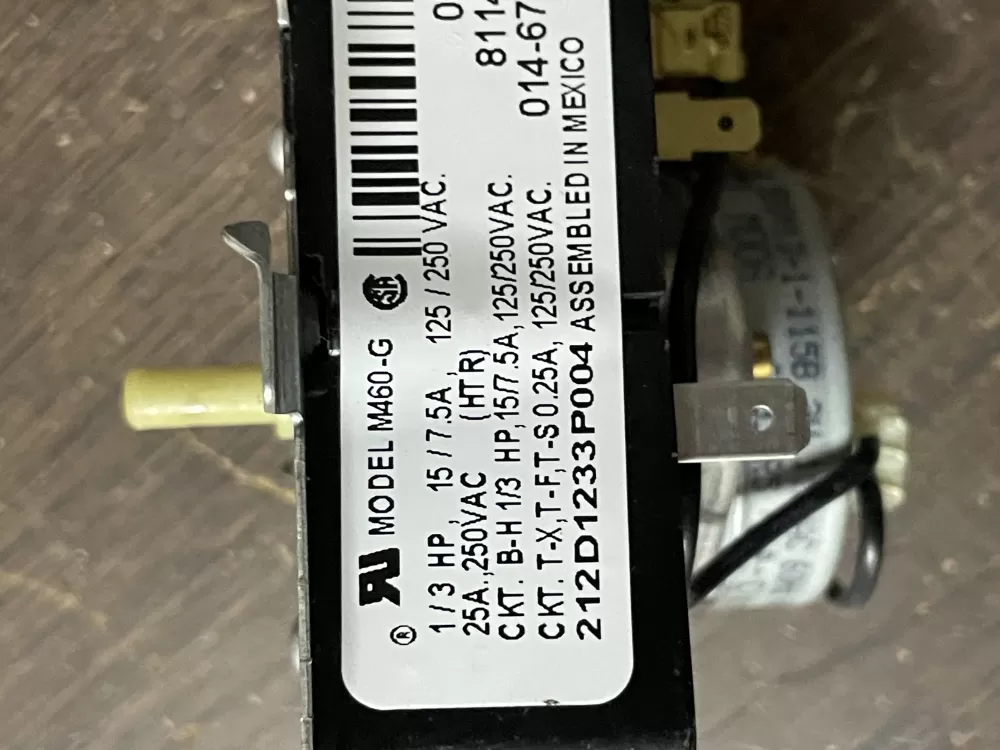 MODEL M460-G
®
1 / 3 HP, 15 / 7.5A, 125 / 250 VAC.
25A.,250VAC (HTR)
CKT. B-H 1/3 HP,15/7.5A,125/250VAC. 8114
CKT. T-X,T-F,T-S 0.25A, 125/250VAC. 014-67
212D1233P004 ASSEMBLED IN MEXICO